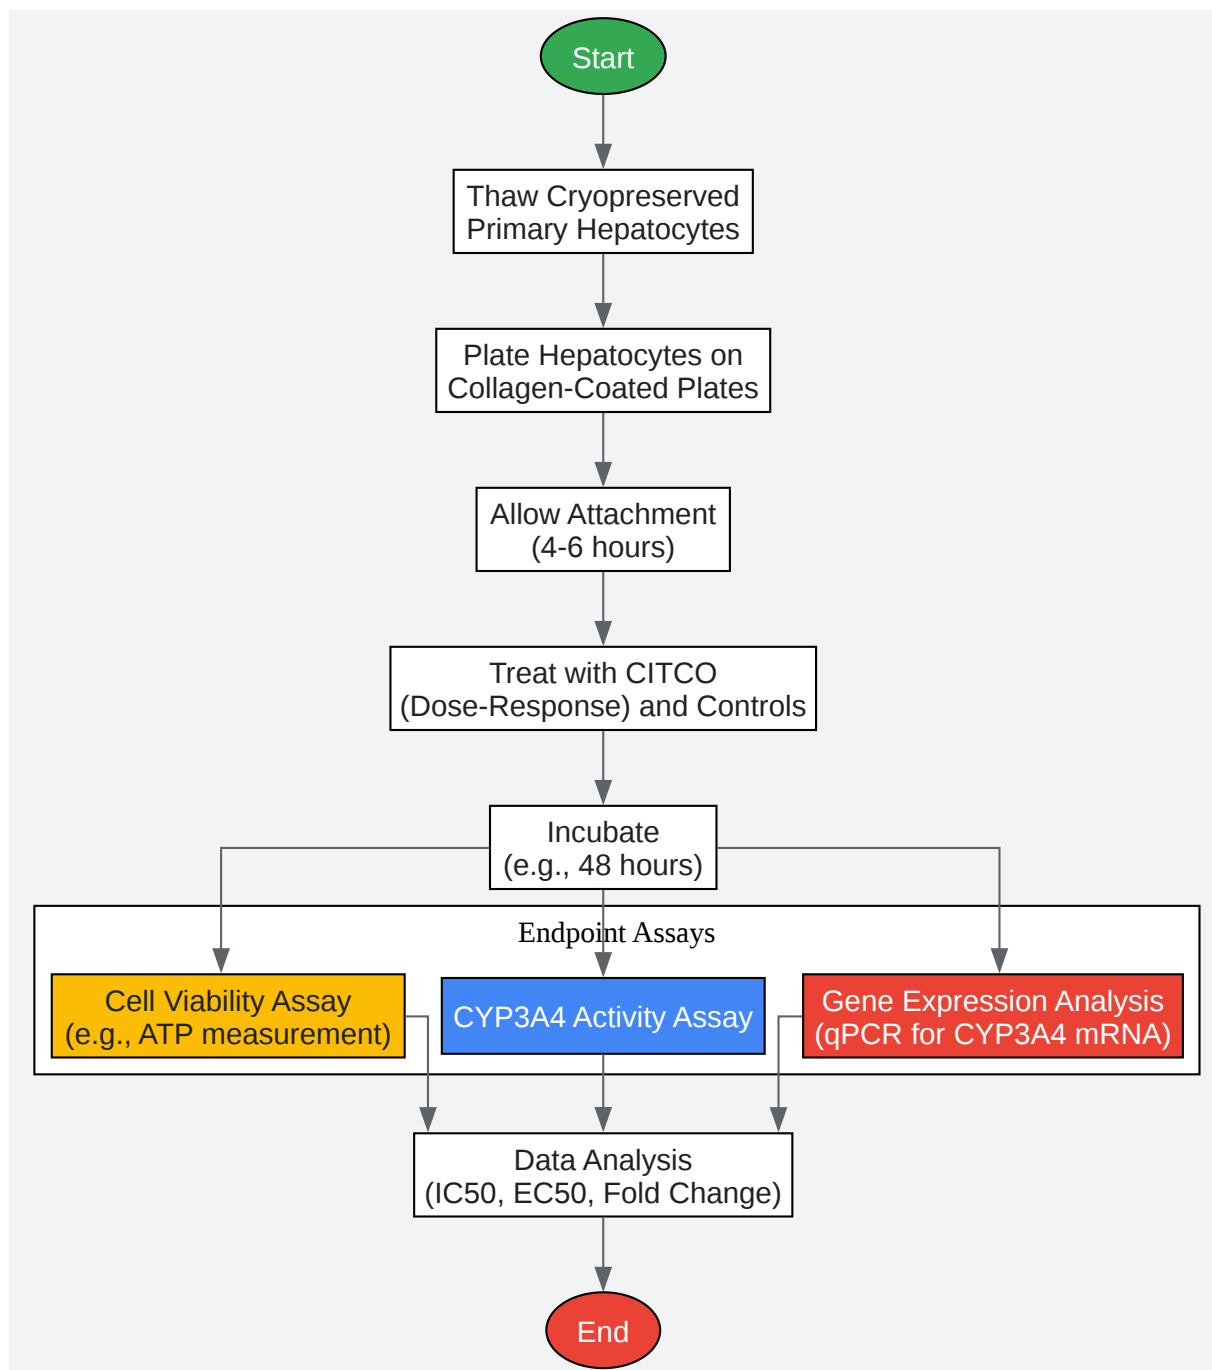 Start
Thaw Cryopreserved
Primary Hepatocytes
Plate Hepatocytes on
Collagen-Coated Plates
Allow Attachment
(4-6 hours)
Treat with CITCO
(Dose-Response) and Controls
Incubate
(e.g., 48 hours)
Endpoint Assays
Cell Viability Assay
(e.g., ATP measurement)
CYP3A4 Activity Assay
Gene Expression Analysis
(qPCR for CYP3A4 mRNA)
Data Analysis
(IC50, EC50, Fold Change)
End